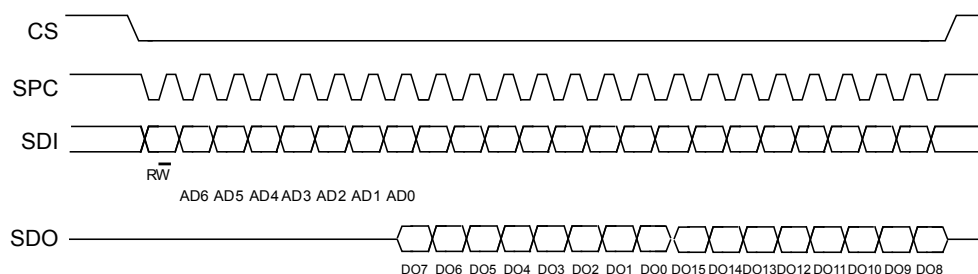 CS
SPC
SDI
RW
AD6 AD5 AD4 AD3 AD2 AD1 AD0
SDO
DO7 DO6 DO5 DO4 DO3 DO2 DO1 DO0 DO15 DO14 DO13 DO12 DO11 DO10 DO9 DO8